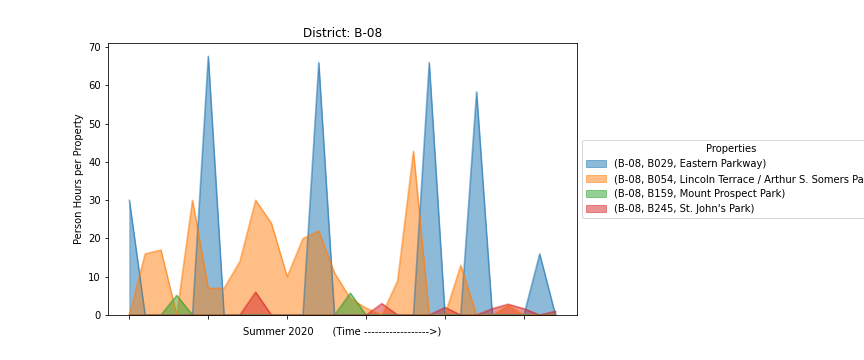 District: B-08
70
60
50
40
30
20
10
0
Person Hours per Property
Summer 2020 (Time ------------------>)
Properties
(B-08, B029, Eastern Parkway)
(B-08, B054, Lincoln Terrace / Arthur S. Somers Pa
(B-08, B159, Mount Prospect Park)
(B-08, B245, St. John's Park)